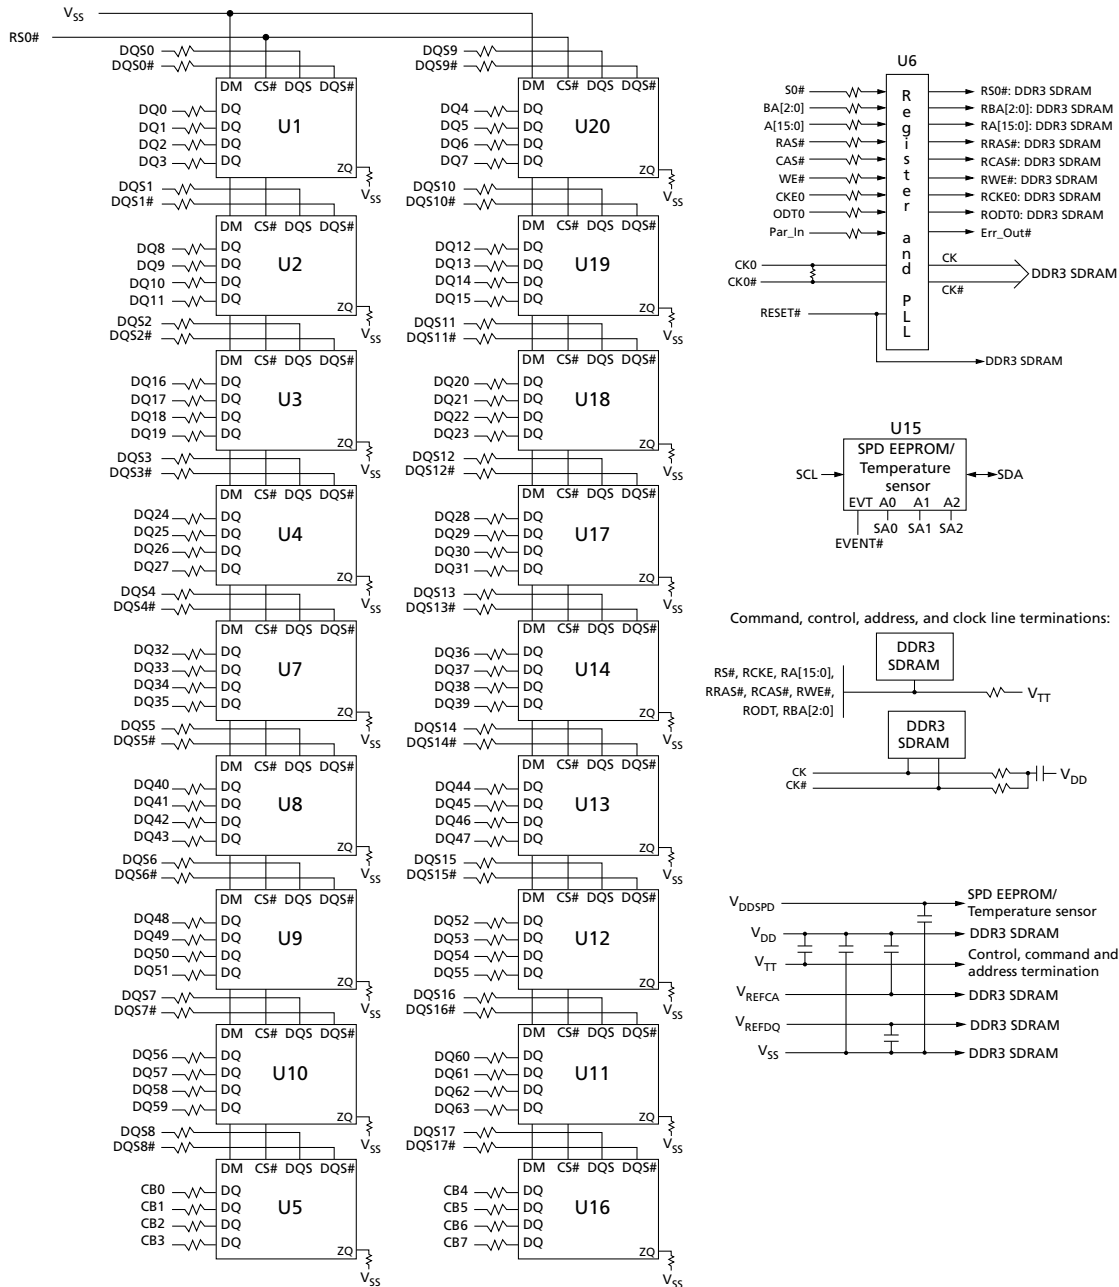 VSS
RS0#
DQS0
DQS0#
DM CS# DQS DQS#
DQ0 DQ
DQ1 DQ
DQ2 DQ
DQ3 DQ
U1
ZQ
VSS
DQS1
DQS1#
DM CS# DQS DQS#
DQ8 DQ
DQ9 DQ
DQ10 DQ
DQ11 DQ
U2
ZQ
VSS
DQS2
DQS2#
DM CS# DQS DQS#
DQ16 DQ
DQ17 DQ
DQ18 DQ
DQ19 DQ
U3
ZQ
VSS
DQS3
DQS3#
DM CS# DQS DQS#
DQ24 DQ
DQ25 DQ
DQ26 DQ
DQ27 DQ
U4
ZQ
VSS
DQS4
DQS4#
DM CS# DQS DQS#
DQ32 DQ
DQ33 DQ
DQ34 DQ
DQ35 DQ
U7
ZQ
VSS
DQS5
DQS5#
DM CS# DQS DQS#
DQ40 DQ
DQ41 DQ
DQ42 DQ
DQ43 DQ
U8
ZQ
VSS
DQS6
DQS6#
DM CS# DQS DQS#
DQ48 DQ
DQ49 DQ
DQ50 DQ
DQ51 DQ
U9
ZQ
VSS
DQS7
DQS7#
DM CS# DQS DQS#
DQ56 DQ
DQ57 DQ
DQ58 DQ
DQ59 DQ
U10
ZQ
VSS
DQS8
DQS8#
DM CS# DQS DQS#
CB0 DQ
CB1 DQ
CB2 DQ
CB3 DQ
U5
ZQ
VSS
DQS9
DQS9#
DM CS# DQS DQS#
DQ4 DQ
DQ5 DQ
DQ6 DQ
DQ7 DQ
U20
ZQ
VSS
DQS10
DQS10#
DM CS# DQS DQS#
DQ12 DQ
DQ13 DQ
DQ14 DQ
DQ15 DQ
U19
ZQ
VSS
DQS11
DQS11#
DM CS# DQS DQS#
DQ20 DQ
DQ21 DQ
DQ22 DQ
DQ23 DQ
U18
ZQ
VSS
DQS12
DQS12#
DM CS# DQS DQS#
DQ28 DQ
DQ29 DQ
DQ30 DQ
DQ31 DQ
U17
ZQ
VSS
DQS13
DQS13#
DM CS# DQS DQS#
DQ36 DQ
DQ37 DQ
DQ38 DQ
DQ39 DQ
U14
ZQ
VSS
DQS14
DQS14#
DM CS# DQS DQS#
DQ44 DQ
DQ45 DQ
DQ46 DQ
DQ47 DQ
U13
ZQ
VSS
DQS15
DQS15#
DM CS# DQS DQS#
DQ52 DQ
DQ53 DQ
DQ54 DQ
DQ55 DQ
U12
ZQ
VSS
DQS16
DQS16#
DM CS# DQS DQS#
DQ60 DQ
DQ61 DQ
DQ62 DQ
DQ63 DQ
U11
ZQ
VSS
DQS17
DQS17#
DM CS# DQS DQS#
CB4 DQ
CB5 DQ
CB6 DQ
CB7 DQ
U16
ZQ
VSS
U6
Register and PLL
S0# RS0#: DDR3 SDRAM
BA[2:0] RBA[2:0]: DDR3 SDRAM
A[15:0] RA[15:0]: DDR3 SDRAM
RAS# RRAS#: DDR3 SDRAM
CAS# RCAS#: DDR3 SDRAM
WE# RWE#: DDR3 SDRAM
CKE0 RCKE0: DDR3 SDRAM
ODT0 RODT0: DDR3 SDRAM
Par_In Err_Out#
CK0 CK
DDR3 SDRAM
CK0# CK#
RESET#
DDR3 SDRAM
U15
SPD EEPROM/
Temperature
sensor
SCL SDA
EVT A0 A1 A2
SA0 SA1 SA2
EVENT#
Command, control, address, and clock line terminations:
DDR3
SDRAM
RS#, RCKE, RA[15:0],
RRAS#, RCAS#, RWE#,
RODT, RBA[2:0]
VTT
DDR3
SDRAM
CK
CK#
VDD
VDDSPD SPD EEPROM/
Temperature sensor
VDD DDR3 SDRAM
VTT Control, command and
address termination
VREFCA DDR3 SDRAM
VREFDQ DDR3 SDRAM
VSS DDR3 SDRAM